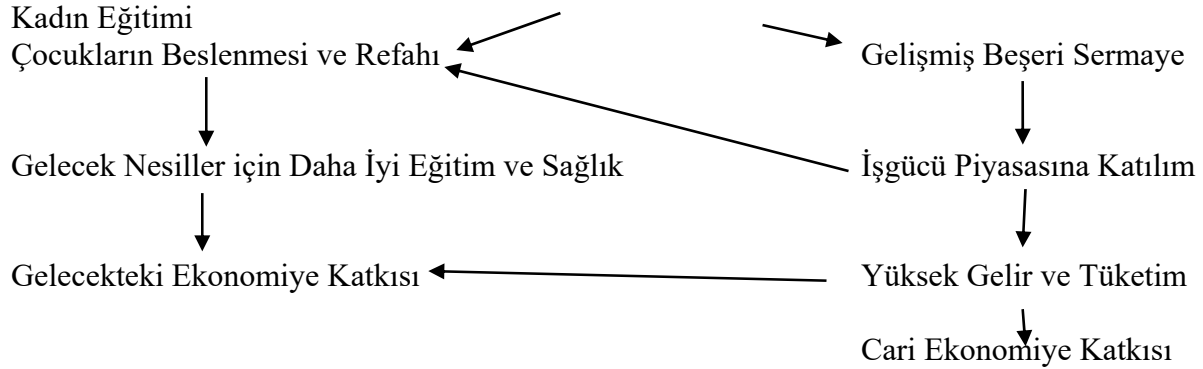 Kadın Eğitimi
Çocukların Beslenmesi ve Refahı
Gelişmiş Beşeri Sermaye
Gelecek Nesiller için Daha İyi Eğitim ve Sağlık
İşgücü Piyasasına Katılım
Gelecekteki Ekonomiye Katkısı
Yüksek Gelir ve Tüketim
Cari Ekonomiye Katkısı